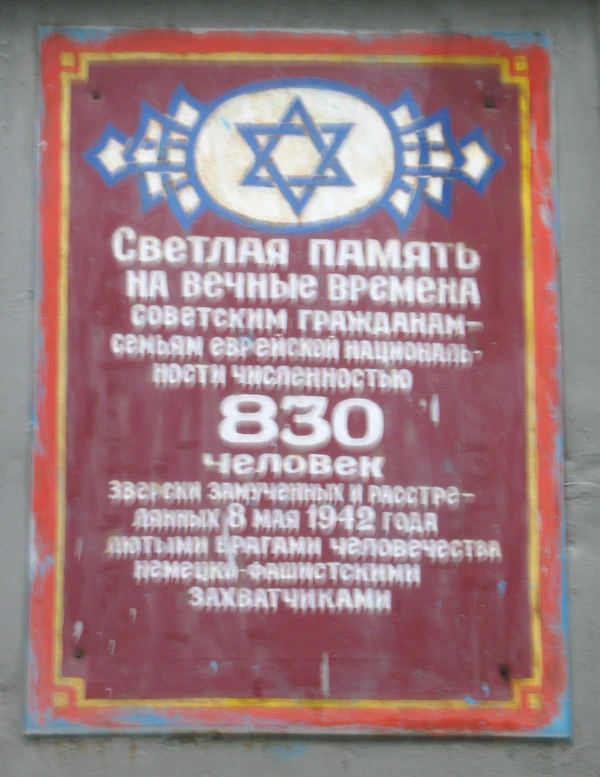 Светлая память
на вечные времена
советским гражданам-
семьям еврейской националь-
ности численностью
830
человек
зверски замученных и расстре-
лянных 8 мая 1942 года
лютыми врагами человечества
немецко-фашистскими
захватчиками